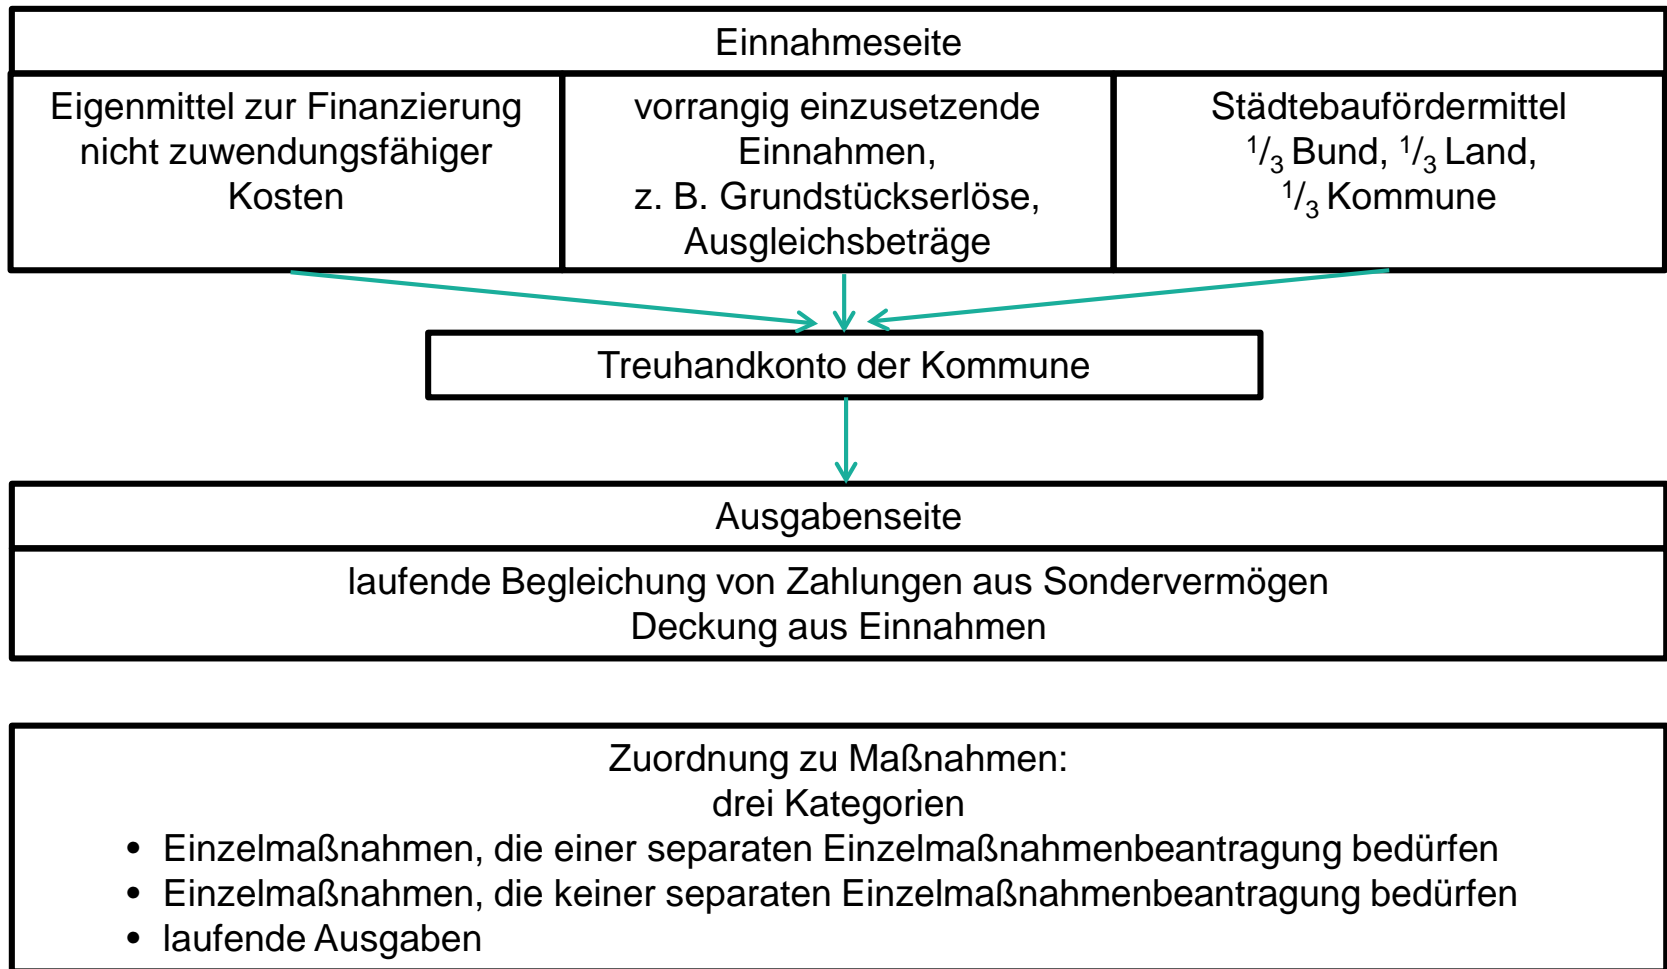 Einnahmeseite
Eigenmittel zur Finanzierung
nicht zuwendungsfähiger
Kosten
vorrangig einzusetzende
Einnahmen,
z. B. Grundstückserlöse,
Ausgleichsbeträge
Städtebaufördermittel
1/3 Bund, 1/3 Land,
1/3 Kommune
Treuhandkonto der Kommune
Ausgabenseite
laufende Begleichung von Zahlungen aus Sondervermögen
Deckung aus Einnahmen
Zuordnung zu Maßnahmen:
drei Kategorien
• Einzelmaßnahmen, die einer separaten Einzelmaßnahmenbeantragung bedürfen
• Einzelmaßnahmen, die keiner separaten Einzelmaßnahmenbeantragung bedürfen
• laufende Ausgaben